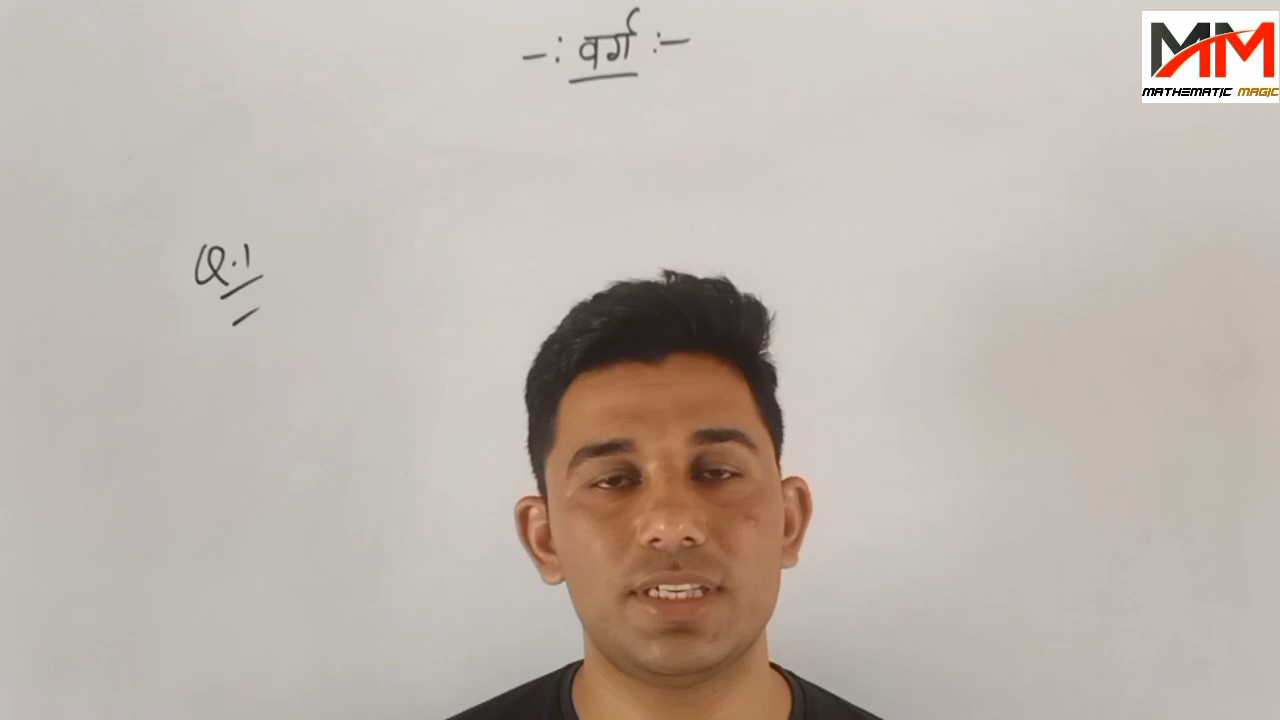 -: वर्ग :-
MM
MATHEMATIC MAGIC
Q.1